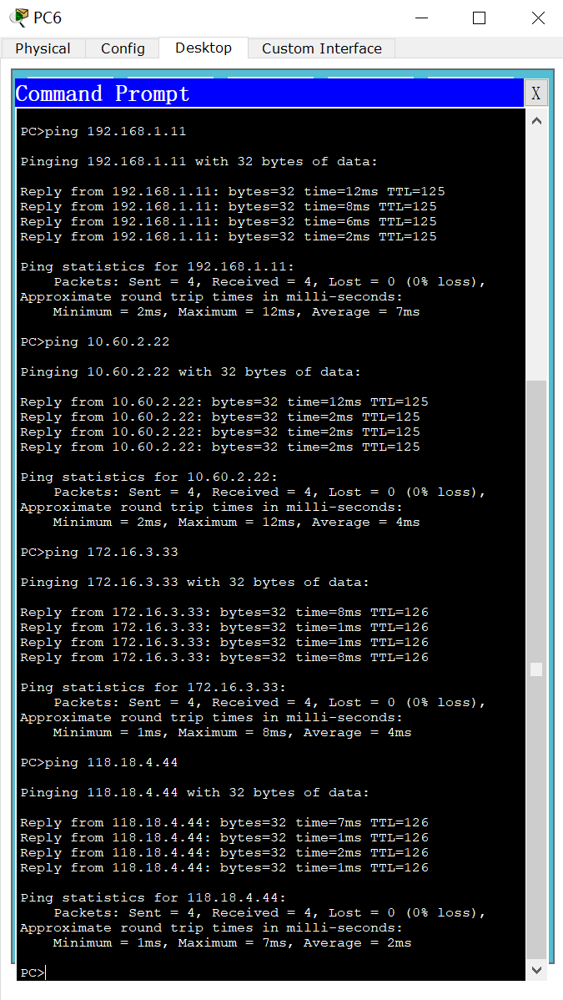 PC6
Physical Config Desktop Custom Interface
Command Prompt X
PC>ping 192.168.1.11
Pinging 192.168.1.11 with 32 bytes of data:
Reply from 192.168.1.11: bytes=32 time=12ms TTL=125
Reply from 192.168.1.11: bytes=32 time=8ms TTL=125
Reply from 192.168.1.11: bytes=32 time=6ms TTL=125
Reply from 192.168.1.11: bytes=32 time=2ms TTL=125
Ping statistics for 192.168.1.11:
Packets: Sent = 4, Received = 4, Lost = 0 (0% loss),
Approximate round trip times in milli-seconds:
Minimum = 2ms, Maximum = 12ms, Average = 7ms
PC>ping 10.60.2.22
Pinging 10.60.2.22 with 32 bytes of data:
Reply from 10.60.2.22: bytes=32 time=12ms TTL=125
Reply from 10.60.2.22: bytes=32 time=2ms TTL=125
Reply from 10.60.2.22: bytes=32 time=2ms TTL=125
Reply from 10.60.2.22: bytes=32 time=2ms TTL=125
Ping statistics for 10.60.2.22:
Packets: Sent = 4, Received = 4, Lost = 0 (0% loss),
Approximate round trip times in milli-seconds:
Minimum = 2ms, Maximum = 12ms, Average = 4ms
PC>ping 172.16.3.33
Pinging 172.16.3.33 with 32 bytes of data:
Reply from 172.16.3.33: bytes=32 time=8ms TTL=126
Reply from 172.16.3.33: bytes=32 time=1ms TTL=126
Reply from 172.16.3.33: bytes=32 time=1ms TTL=126
Reply from 172.16.3.33: bytes=32 time=8ms TTL=126
Ping statistics for 172.16.3.33:
Packets: Sent = 4, Received = 4, Lost = 0 (0% loss),
Approximate round trip times in milli-seconds:
Minimum = 1ms, Maximum = 8ms, Average = 4ms
PC>ping 118.18.4.44
Pinging 118.18.4.44 with 32 bytes of data:
Reply from 118.18.4.44: bytes=32 time=7ms TTL=126
Reply from 118.18.4.44: bytes=32 time=1ms TTL=126
Reply from 118.18.4.44: bytes=32 time=2ms TTL=126
Reply from 118.18.4.44: bytes=32 time=1ms TTL=126
Ping statistics for 118.18.4.44:
Packets: Sent = 4, Received = 4, Lost = 0 (0% loss),
Approximate round trip times in milli-seconds:
Minimum = 1ms, Maximum = 7ms, Average = 2ms
PC>